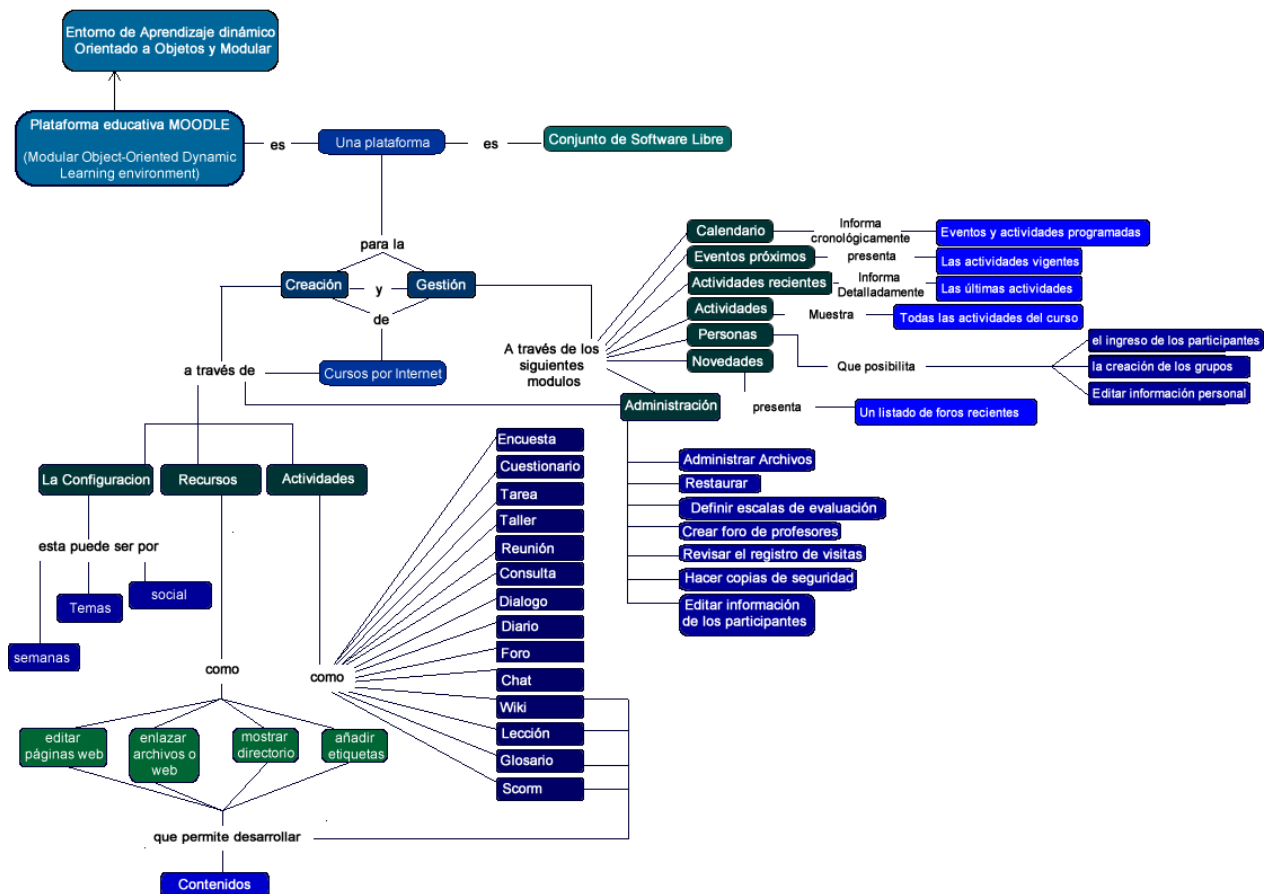 Entorno de Aprendizaje dinámico
Orientado a Objetos y Modular
Plataforma educativa MOODLE
(Modular Object-Oriented Dynamic
Learning environment)
es
Una plataforma
es
Conjunto de Software Libre
para la
Creación
y
Gestión
de
Cursos por Internet
a través de
A través de los
siguientes
modulos
Calendario
Informa
cronológicamente
Eventos y actividades programadas
Eventos próximos
presenta
Las actividades vigentes
Actividades recientes
Informa
Detalladamente
Las últimas actividades
Actividades
Muestra
Todas las actividades del curso
Personas
Que posibilita
el ingreso de los participantes
la creación de los grupos
Editar información personal
Novedades
presenta
Un listado de foros recientes
Administración
Administrar Archivos
Restaurar
Definir escalas de evaluación
Crear foro de profesores
Revisar el registro de visitas
Hacer copias de seguridad
Editar información
de los participantes
La Configuracion
Recursos
Actividades
esta puede ser por
semanas
Temas
social
como
editar
páginas web
enlazar
archivos o
web
mostrar
directorio
añadir
etiquetas
como
Encuesta
Cuestionario
Tarea
Taller
Reunión
Consulta
Dialogo
Diario
Foro
Chat
Wiki
Lección
Glosario
Scorm
que permite desarrollar
Contenidos